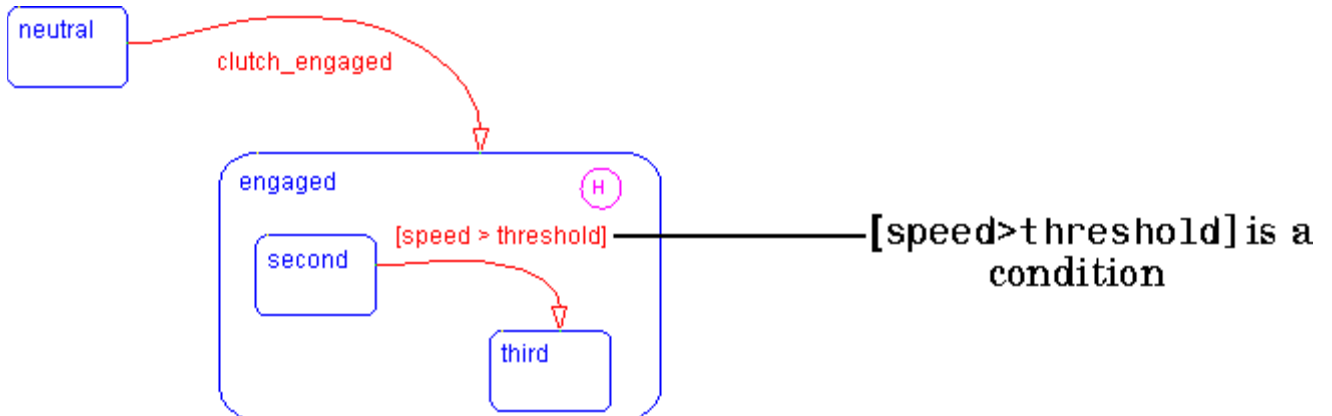 neutral
clutch_engaged
engaged
H
[speed > threshold]
[speed>threshold] is a
condition
second
third